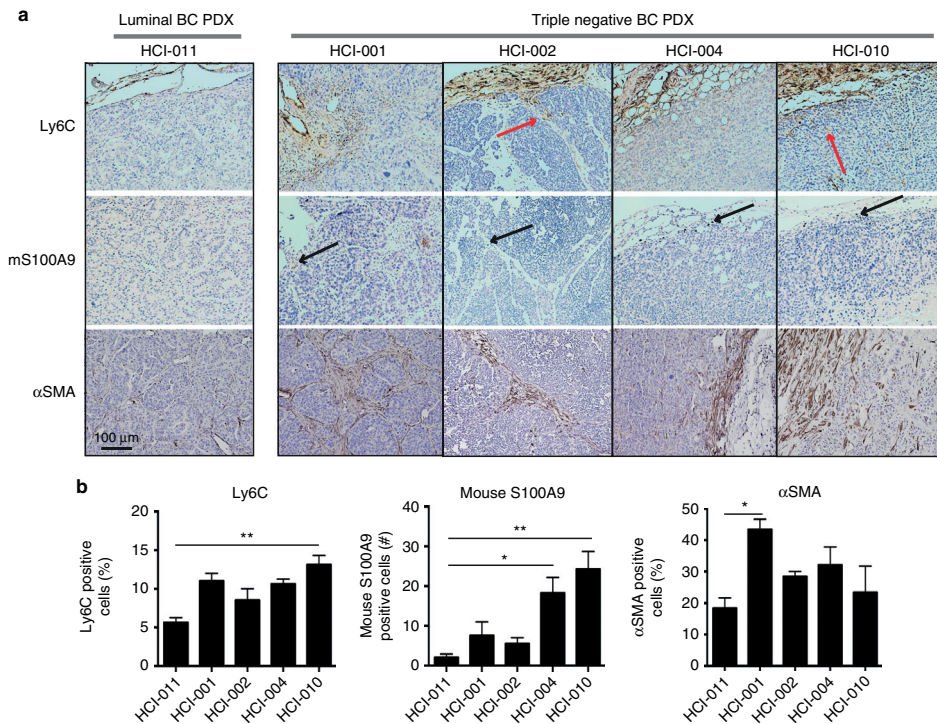 a
Luminal BC PDX
Triple negative BC PDX
HCI-011
HCI-001
HCI-002
HCI-004
HCI-010
Ly6C
mS100A9
αSMA
100 μm
b
Ly6C
Ly6C positive
cells (%)
20
15
10
5
0
**
HCI-011
HCI-001
HCI-002
HCI-004
HCI-010
Mouse S100A9
Mouse S100A9
positive cells (#)
40
30
20
10
0
**
*
HCI-011
HCI-001
HCI-002
HCI-004
HCI-010
αSMA
αSMA positive
cells (%)
50
40
30
20
10
0
*
HCI-011
HCI-001
HCI-002
HCI-004
HCI-010